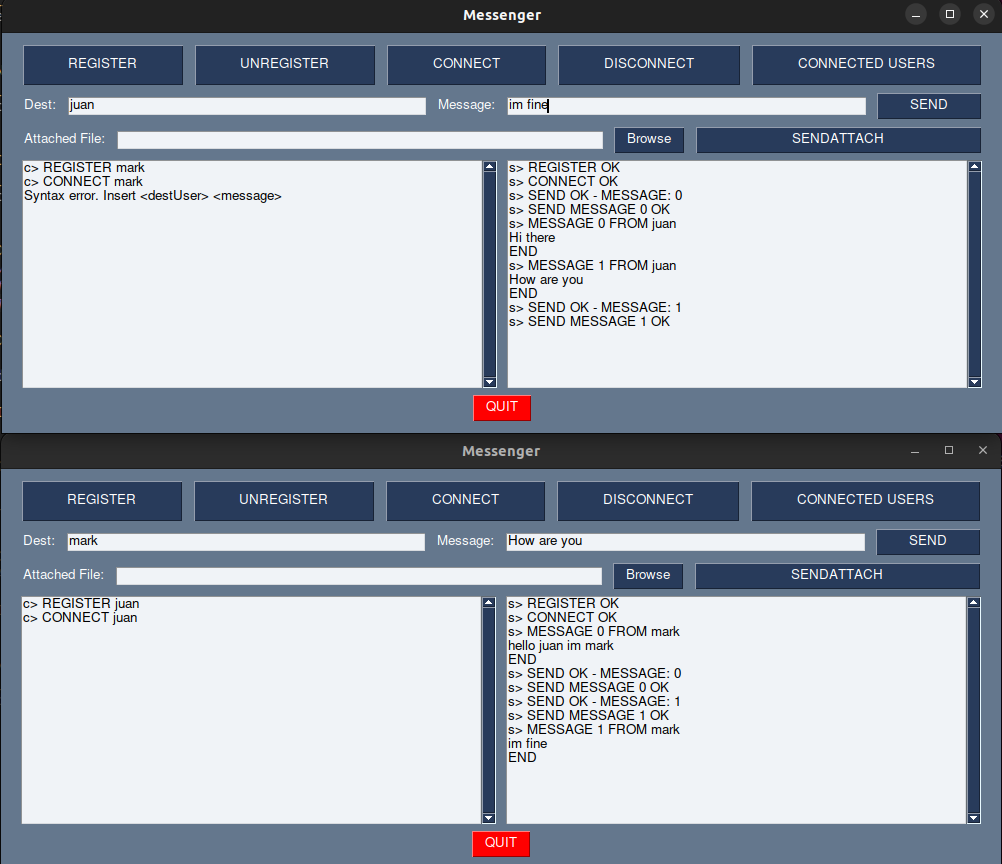 Messenger
REGISTER UNREGISTER CONNECT DISCONNECT CONNECTED USERS
Dest: juan Message: im fine SEND
Attached File: Browse SENDATTACH
c> REGISTER mark
c> CONNECT mark
Syntax error. Insert <destUser> <message>
s> REGISTER OK
s> CONNECT OK
s> SEND OK - MESSAGE: 0
s> SEND MESSAGE 0 OK
s> MESSAGE 0 FROM juan
Hi there
END
s> MESSAGE 1 FROM juan
How are you
END
s> SEND OK - MESSAGE: 1
s> SEND MESSAGE 1 OK
QUIT
Messenger
REGISTER UNREGISTER CONNECT DISCONNECT CONNECTED USERS
Dest: mark Message: How are you SEND
Attached File: Browse SENDATTACH
c> REGISTER juan
c> CONNECT juan
s> REGISTER OK
s> CONNECT OK
s> MESSAGE 0 FROM mark
hello juan im mark
END
s> SEND OK - MESSAGE: 0
s> SEND MESSAGE 0 OK
s> SEND OK - MESSAGE: 1
s> SEND MESSAGE 1 OK
s> MESSAGE 1 FROM mark
im fine
END
QUIT